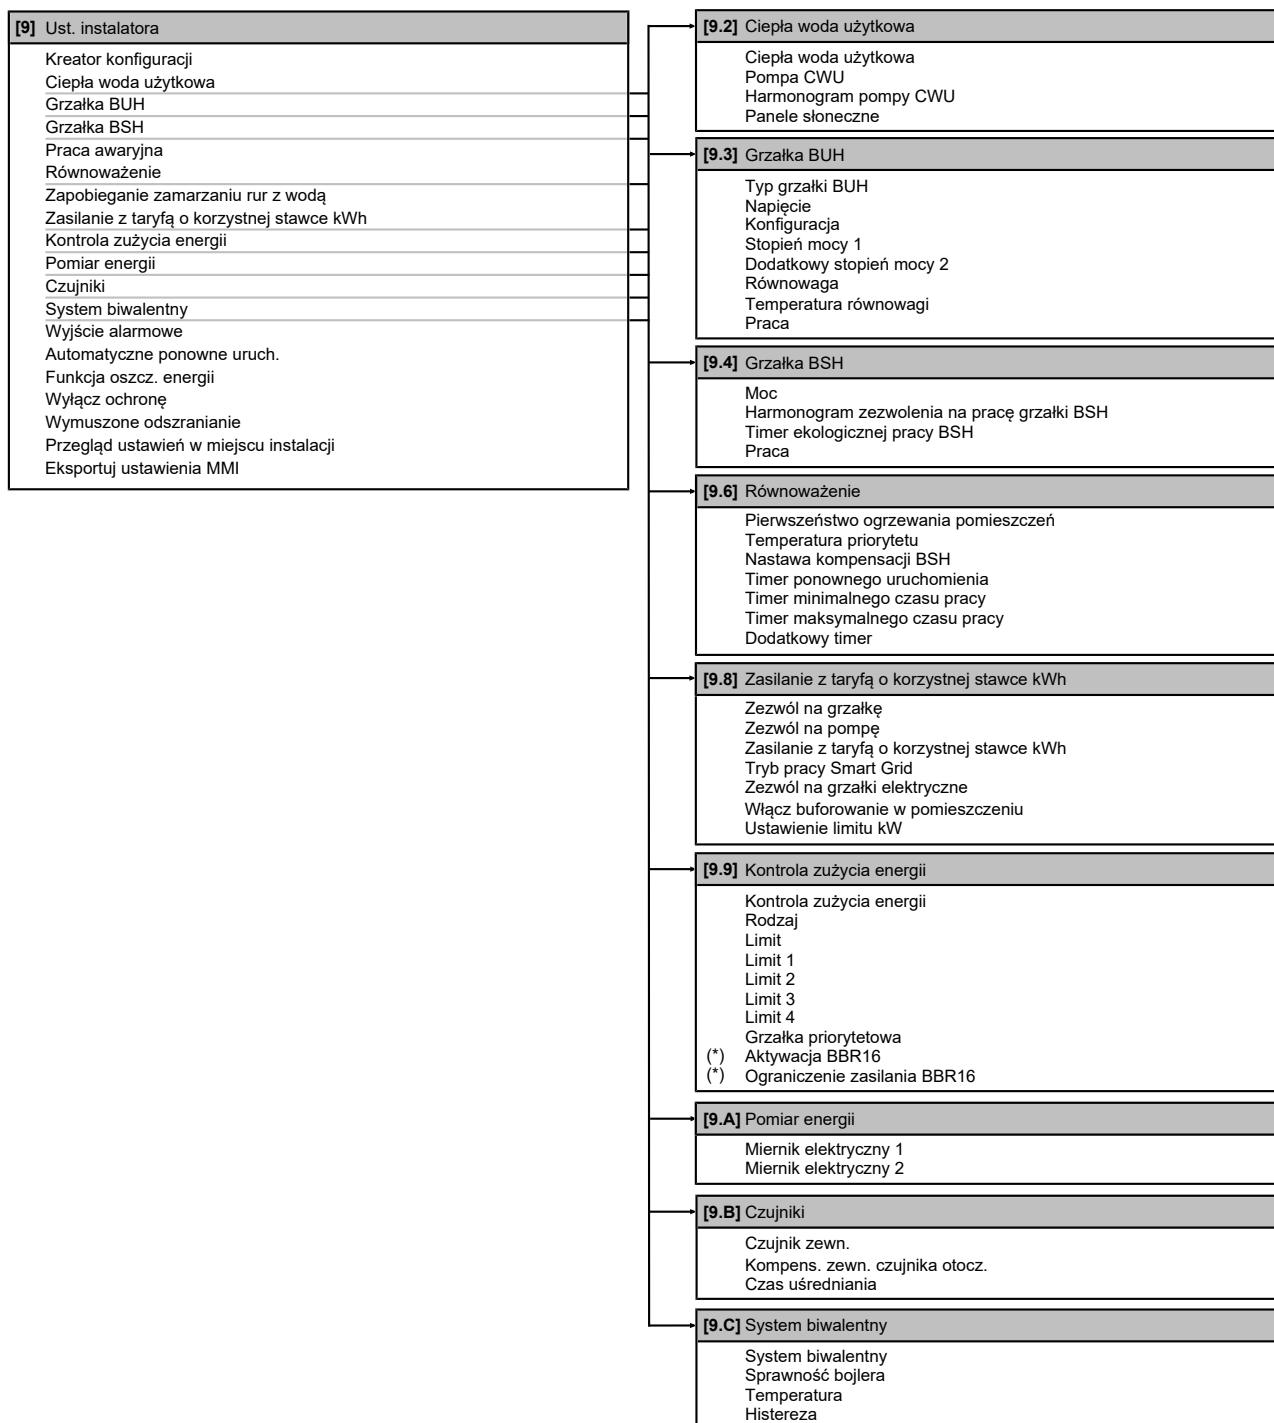 [9] Ust. instalatora
Kreator konfiguracji
Ciepła woda użytkowa
Grzałka BUH
Grzałka BSH
Praca awaryjna
Równoważenie
Zapobieganie zamarzaniu rur z wodą
Zasilanie z taryfą o korzystnej stawce kWh
Kontrola zużycia energii
Pomiar energii
Czujniki
System biwalentny
Wyjście alarmowe
Automatyczne ponowne uruch.
Funkcja oszcz. energii
Wyłącz ochronę
Wymuszone odszranianie
Przegląd ustawień w miejscu instalacji
Eksportuj ustawienia MMI
[9.2] Ciepła woda użytkowa
Ciepła woda użytkowa
Pompa CWU
Harmonogram pompy CWU
Panele słoneczne
[9.3] Grzałka BUH
Typ grzałki BUH
Napięcie
Konfiguracja
Stopień mocy 1
Dodatkowy stopień mocy 2
Równowaga
Temperatura równowagi
Praca
[9.4] Grzałka BSH
Moc
Harmonogram zezwolenia na pracę grzałki BSH
Timer ekologicznej pracy BSH
Praca
[9.6] Równoważenie
Pierwszeństwo ogrzewania pomieszczeń
Temperatura priorytetu
Nastawa kompensacji BSH
Timer ponownego uruchomienia
Timer minimalnego czasu pracy
Timer maksymalnego czasu pracy
Dodatkowy timer
[9.8] Zasilanie z taryfą o korzystnej stawce kWh
Zezwól na grzałkę
Zezwól na pompę
Zasilanie z taryfą o korzystnej stawce kWh
Tryb pracy Smart Grid
Zezwól na grzałki elektryczne
Włącz buforowanie w pomieszczeniu
Ustawienie limitu kW
[9.9] Kontrola zużycia energii
Kontrola zużycia energii
Rodzaj
Limit
Limit 1
Limit 2
Limit 3
Limit 4
Grzałka priorytetowa
(*) Aktywacja BBR16
(*) Ograniczenie zasilania BBR16
[9.A] Pomiar energii
Miernik elektryczny 1
Miernik elektryczny 2
[9.B] Czujniki
Czujnik zewn.
Kompens. zewn. czujnika otocz.
Czas uśredniania
[9.C] System biwalentny
System biwalentny
Sprawność bojlera
Temperatura
Histereza